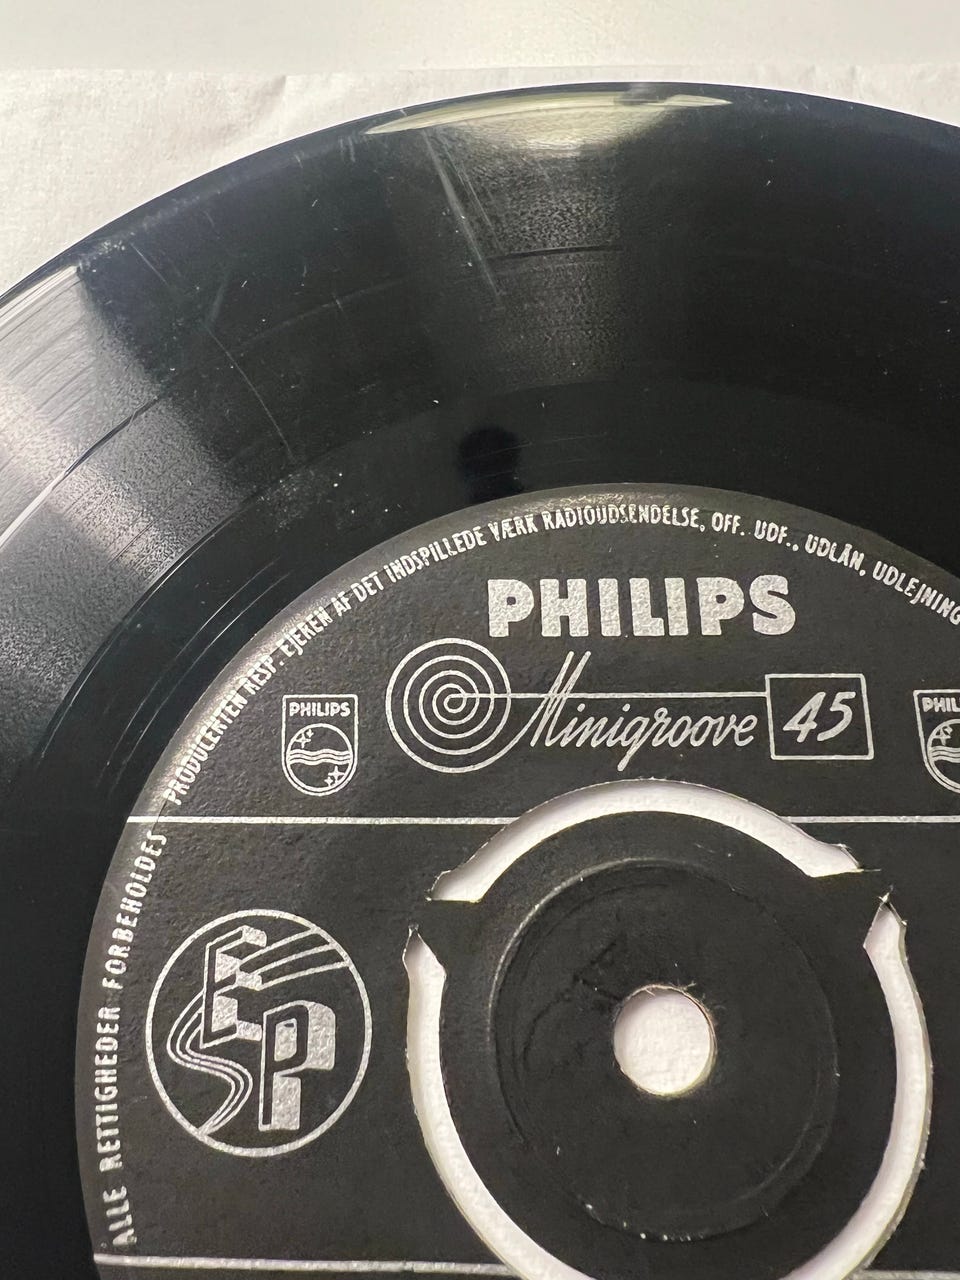 ALLE RETTIGHEDER FORBEHOLDES PRODUCENTEN RESP. EJEREN AF DET INDSPILLEDE VÆRK RADIOUDSENDELSE, OFF. UDF., UDLÅN, UDLEJNING
PHILIPS
Minigroove 45
PHILIPS
PHIL
EP